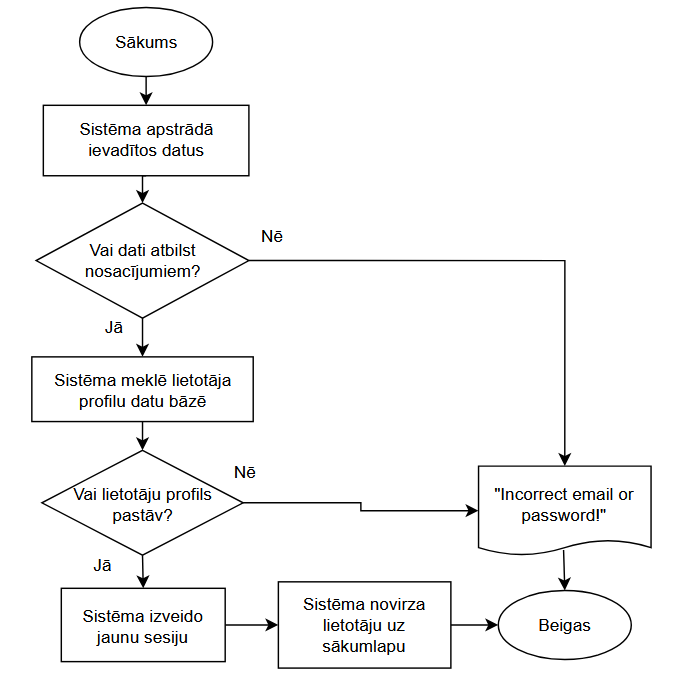 Sākums
Sistēma apstrādā
ievadītos datus
Vai dati atbilst
nosacījumiem?
Nē
Jā
Sistēma meklē lietotāja
profilu datu bāzē
Vai lietotāju profils
pastāv?
Nē
"Incorrect email or
password!"
Jā
Sistēma izveido
jaunu sesiju
Sistēma novirza
lietotāju uz
sākumlapu
Beigas